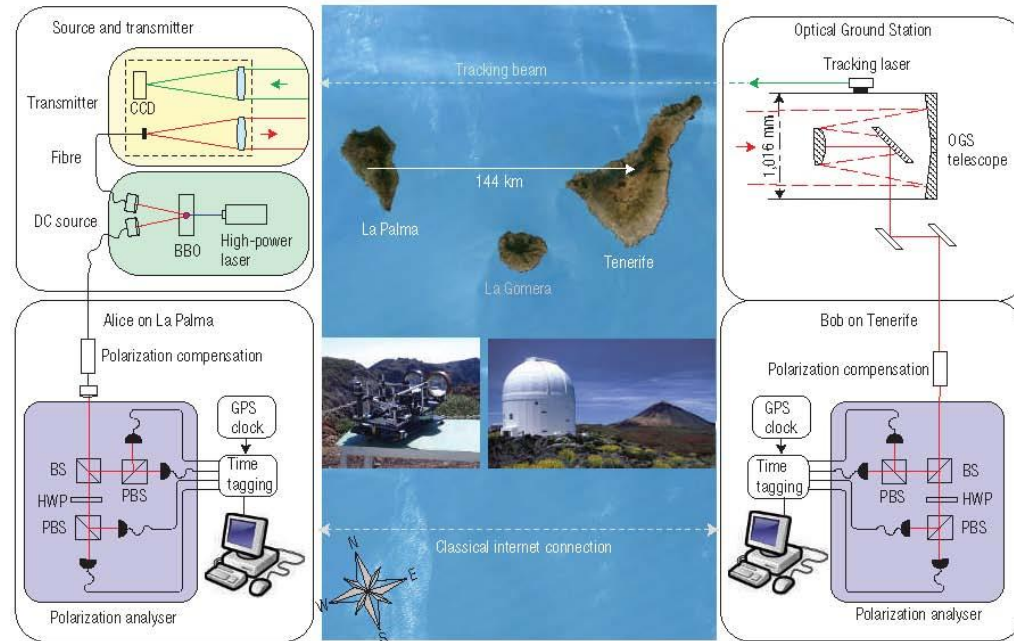 Source and transmitter
CCD
Transmitter
Fibre
DC source
BBO
High-power
laser
Alice on La Palma
Polarization compensation
GPS
clock
Time
tagging
BS
PBS
HWP
PBS
Polarization analyser
Tracking beam
144 km
La Palma
Tenerife
La Gomera
Classical internet connection
N
E
S
W
Optical Ground Station
Tracking laser
1,016 mm
OGS
telescope
Bob on Tenerife
Polarization compensation
GPS
clock
Time
tagging
BS
PBS
HWP
PBS
Polarization analyser